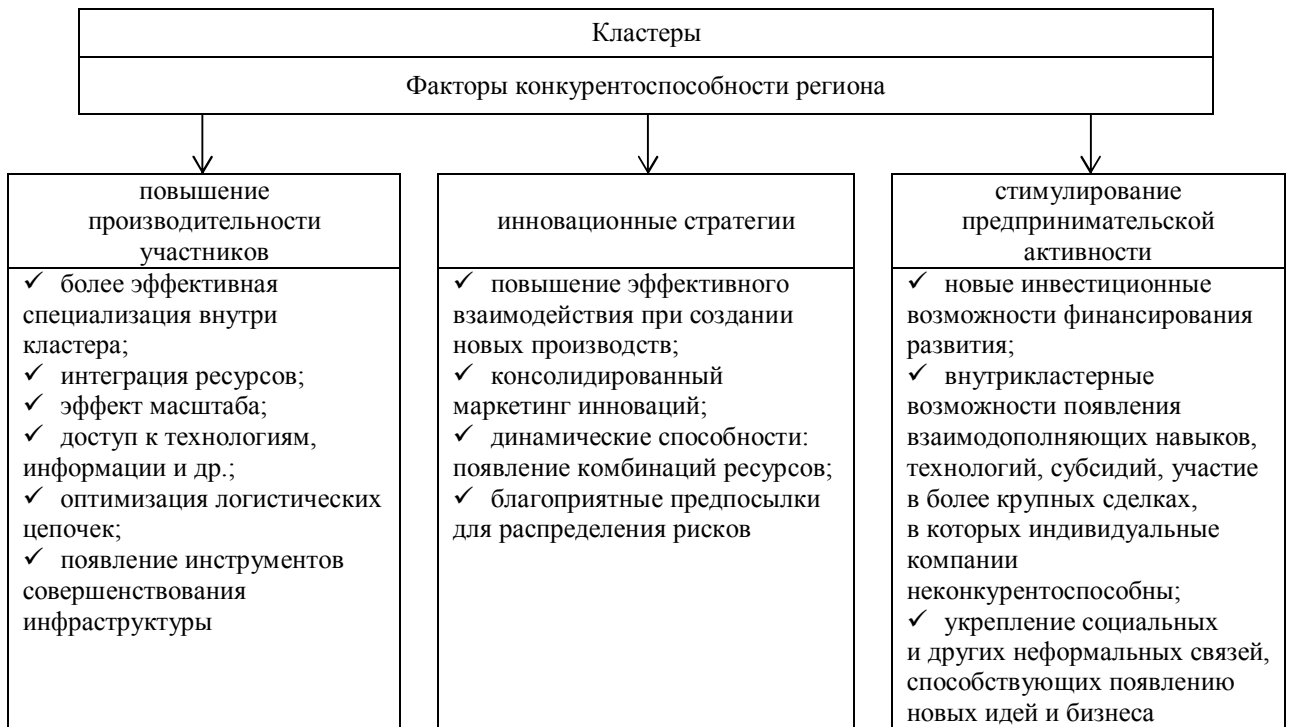 Кластеры
Факторы конкурентоспособности региона
повышение
производительности
участников
✓ более эффективная
специализация внутри
кластера;
✓ интеграция ресурсов;
✓ эффект масштаба;
✓ доступ к технологиям,
информации и др.;
✓ оптимизация логистических
цепочек;
✓ появление инструментов
совершенствования
инфраструктуры
инновационные стратегии
✓ повышение эффективного
взаимодействия при создании
новых производств;
✓ консолидированный
маркетинг инноваций;
✓ динамические способности:
появление комбинаций ресурсов;
✓ благоприятные предпосылки
для распределения рисков
стимулирование
предпринимательской
активности
✓ новые инвестиционные
возможности финансирования
развития;
✓ внутрикластерные
возможности появления
взаимодополняющих навыков,
технологий, субсидий, участие
в более крупных сделках,
в которых индивидуальные
компании
неконкурентоспособны;
✓ укрепление социальных
и других неформальных связей,
способствующих появлению
новых идей и бизнеса